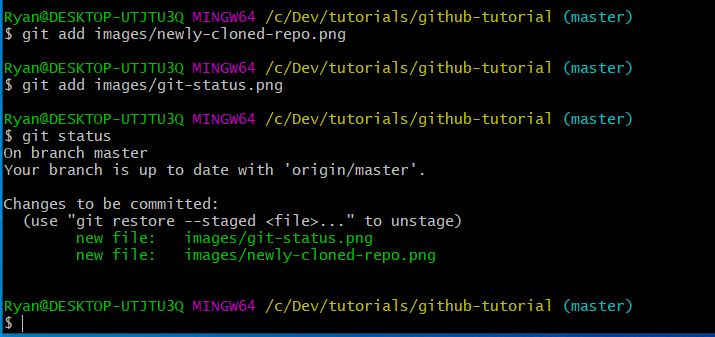 Ryan@DESKTOP-UTJTU3Q MINGW64 /c/Dev/tutorials/github-tutorial (master)
$ git add images/newly-cloned-repo.png
Ryan@DESKTOP-UTJTU3Q MINGW64 /c/Dev/tutorials/github-tutorial (master)
$ git add images/git-status.png
Ryan@DESKTOP-UTJTU3Q MINGW64 /c/Dev/tutorials/github-tutorial (master)
$ git status
On branch master
Your branch is up to date with 'origin/master'.
Changes to be committed:
  (use "git restore --staged <file>..." to unstage)
        new file:   images/git-status.png
        new file:   images/newly-cloned-repo.png
Ryan@DESKTOP-UTJTU3Q MINGW64 /c/Dev/tutorials/github-tutorial (master)
$